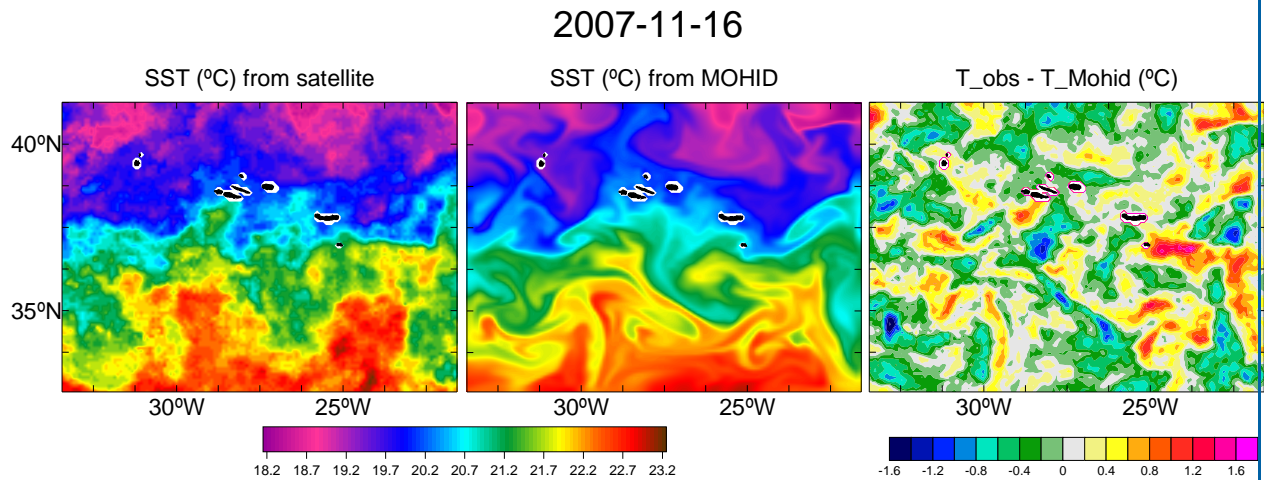 2007-11-16
SST (ºC) from satellite
SST (ºC) from MOHID
T_obs - T_Mohid (ºC)
40ºN
35ºN
30ºW 25ºW
30ºW 25ºW
30ºW 25ºW
18.2 18.7 19.2 19.7 20.2 20.7 21.2 21.7 22.2 22.7 23.2
-1.6 -1.2 -0.8 -0.4 0 0.4 0.8 1.2 1.6